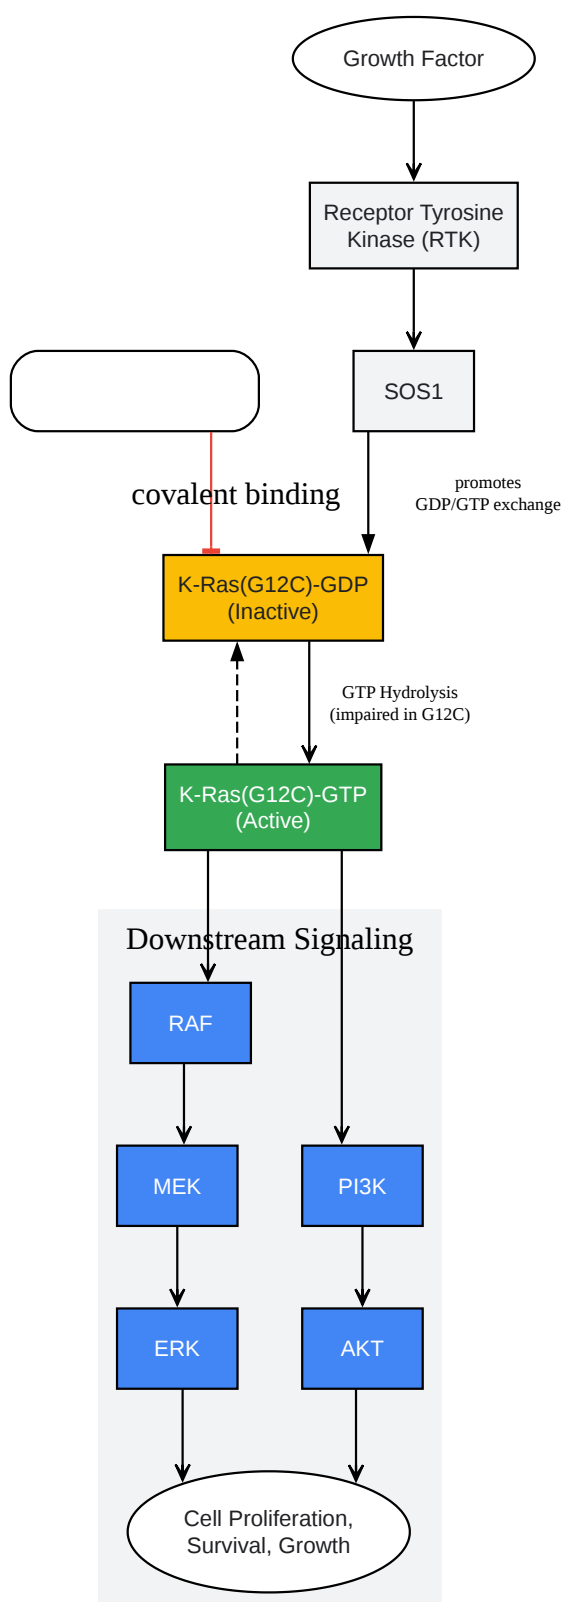 Growth Factor
Receptor Tyrosine
Kinase (RTK)
SOS1
covalent binding
promotes
GDP/GTP exchange
K-Ras(G12C)-GDP
(Inactive)
GTP Hydrolysis
(impaired in G12C)
K-Ras(G12C)-GTP
(Active)
Downstream Signaling
RAF
MEK
PI3K
ERK
AKT
Cell Proliferation,
Survival, Growth